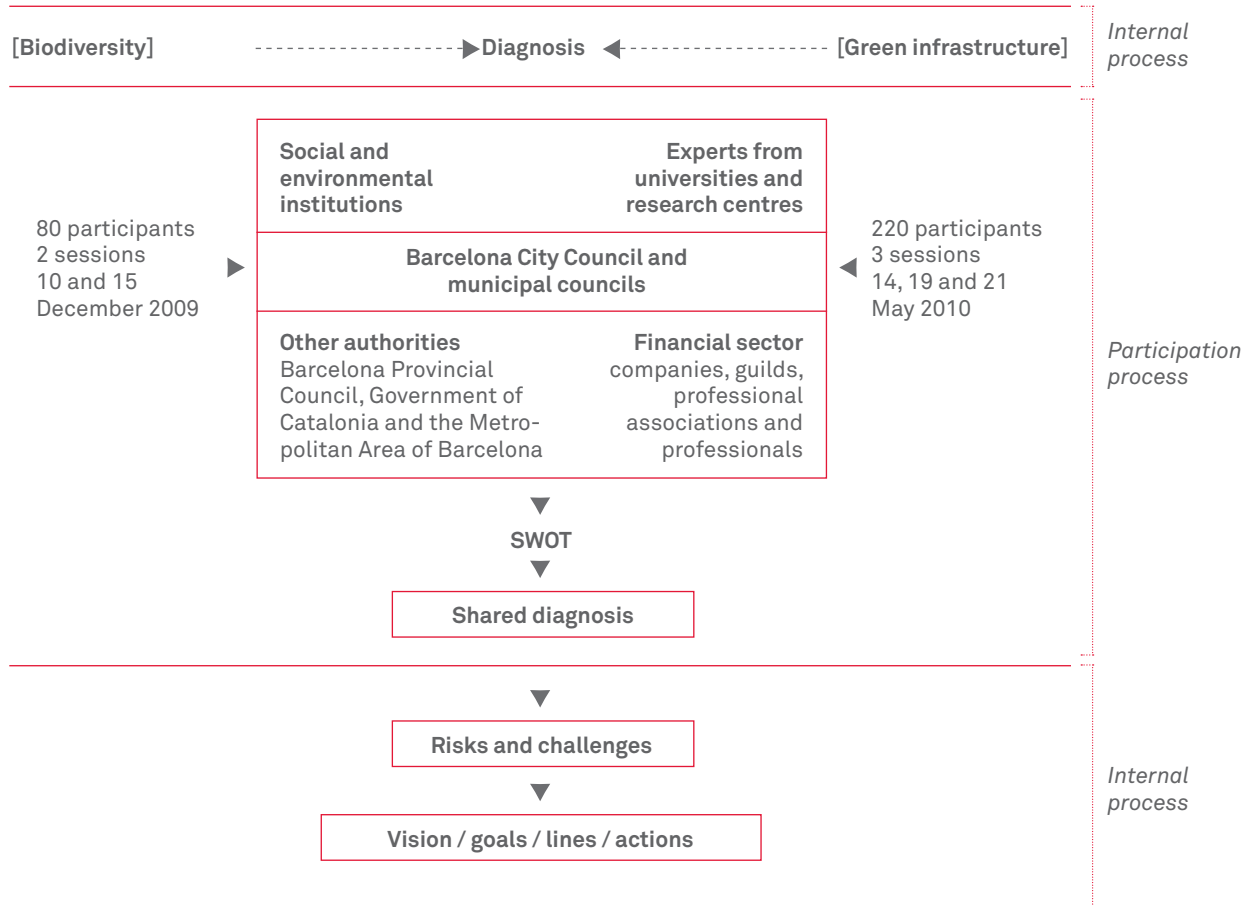 [Biodiversity]
Diagnosis
[Green infrastructure]
Internal
process
Social and
environmental
institutions
Experts from
universities and
research centres
80 participants
2 sessions
10 and 15
December 2009
Barcelona City Council and
municipal councils
220 participants
3 sessions
14, 19 and 21
May 2010
Other authorities
Barcelona Provincial
Council, Government of
Catalonia and the Metro-
politan Area of Barcelona
Financial sector
companies, guilds,
professional
associations and
professionals
Participation
process
SWOT
Shared diagnosis
Risks and challenges
Vision / goals / lines / actions
Internal
process